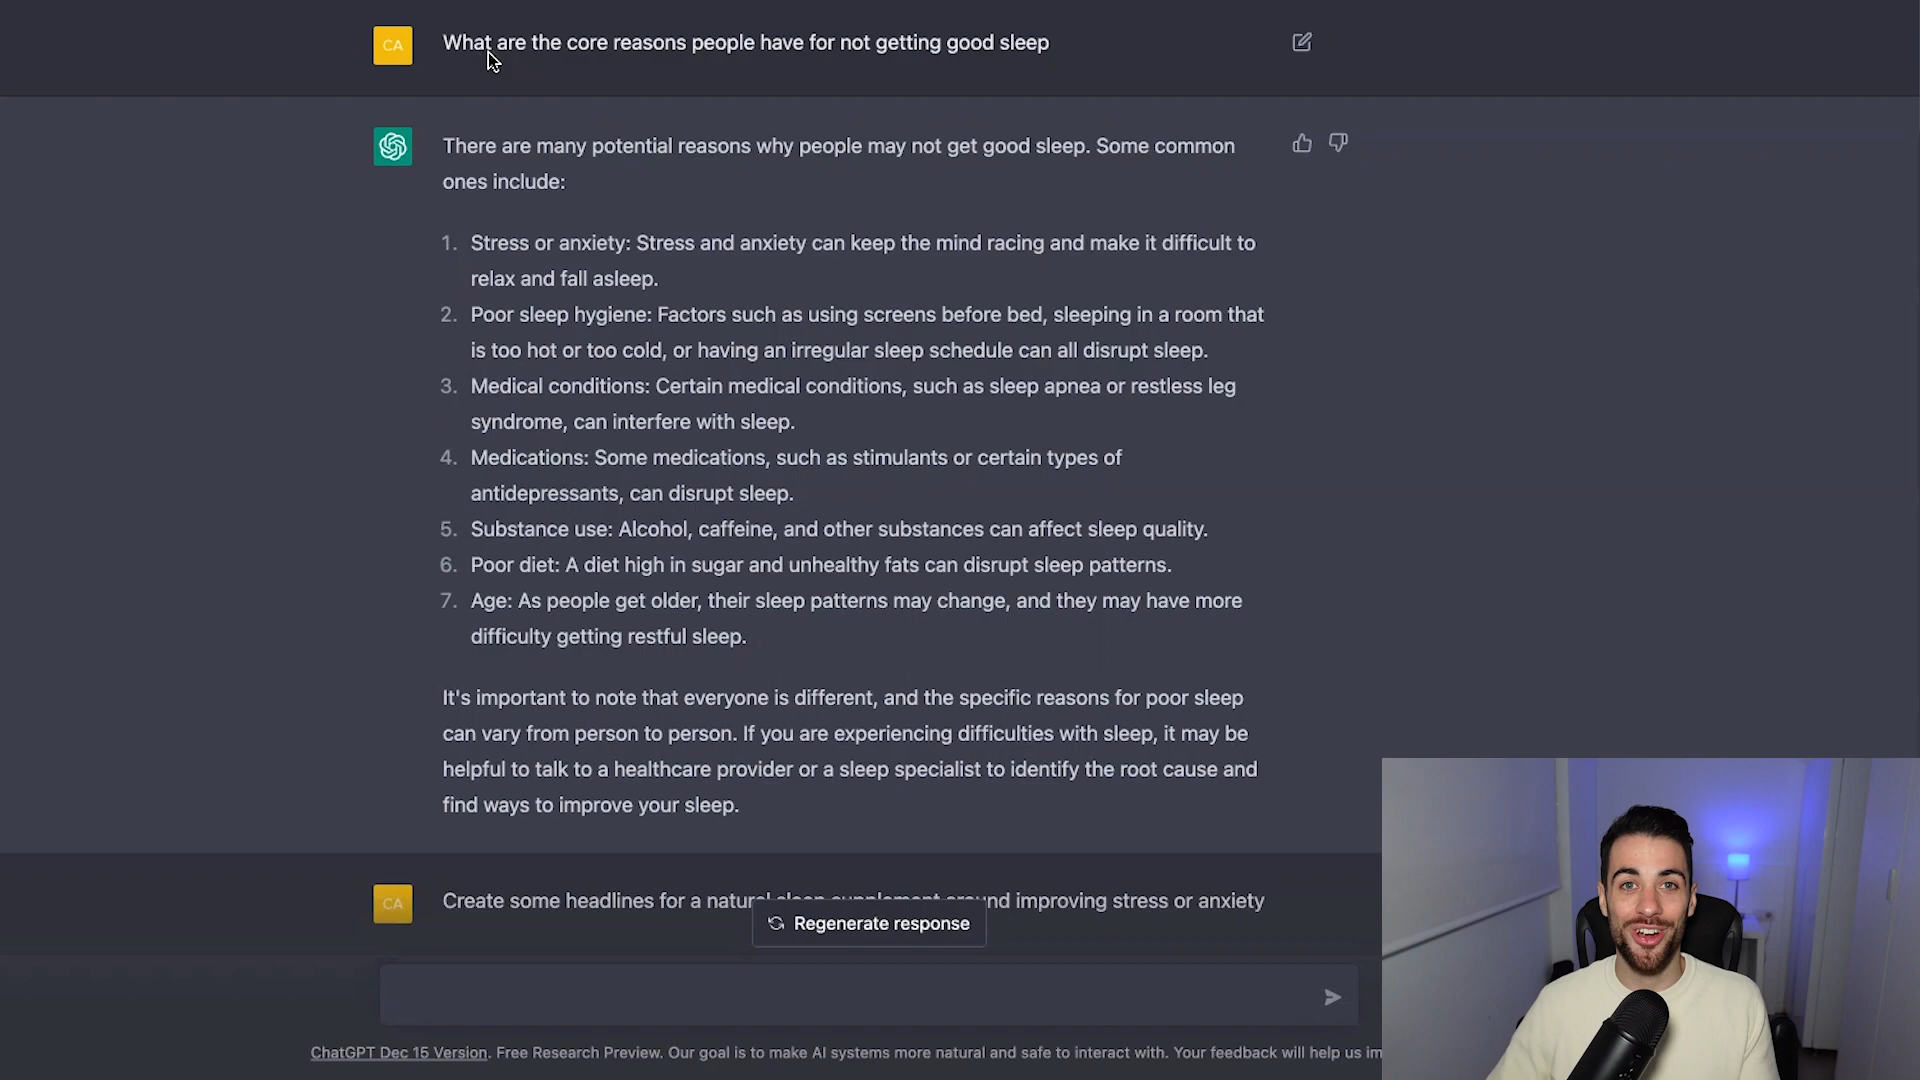 CA
What are the core reasons people have for not getting good sleep
There are many potential reasons why people may not get good sleep. Some common
ones include:
1. Stress or anxiety: Stress and anxiety can keep the mind racing and make it difficult to
relax and fall asleep.
2. Poor sleep hygiene: Factors such as using screens before bed, sleeping in a room that
is too hot or too cold, or having an irregular sleep schedule can all disrupt sleep.
3. Medical conditions: Certain medical conditions, such as sleep apnea or restless leg
syndrome, can interfere with sleep.
4. Medications: Some medications, such as stimulants or certain types of
antidepressants, can disrupt sleep.
5. Substance use: Alcohol, caffeine, and other substances can affect sleep quality.
6. Poor diet: A diet high in sugar and unhealthy fats can disrupt sleep patterns.
7. Age: As people get older, their sleep patterns may change, and they may have more
difficulty getting restful sleep.
It's important to note that everyone is different, and the specific reasons for poor sleep
can vary from person to person. If you are experiencing difficulties with sleep, it may be
helpful to talk to a healthcare provider or a sleep specialist to identify the root cause and
find ways to improve your sleep.
CA
Create some headlines for a natural sleep supplement around improving stress or anxiety
Regenerate response
ChatGPT Dec 15 Version. Free Research Preview. Our goal is to make AI systems more natural and safe to interact with. Your feedback will help us im